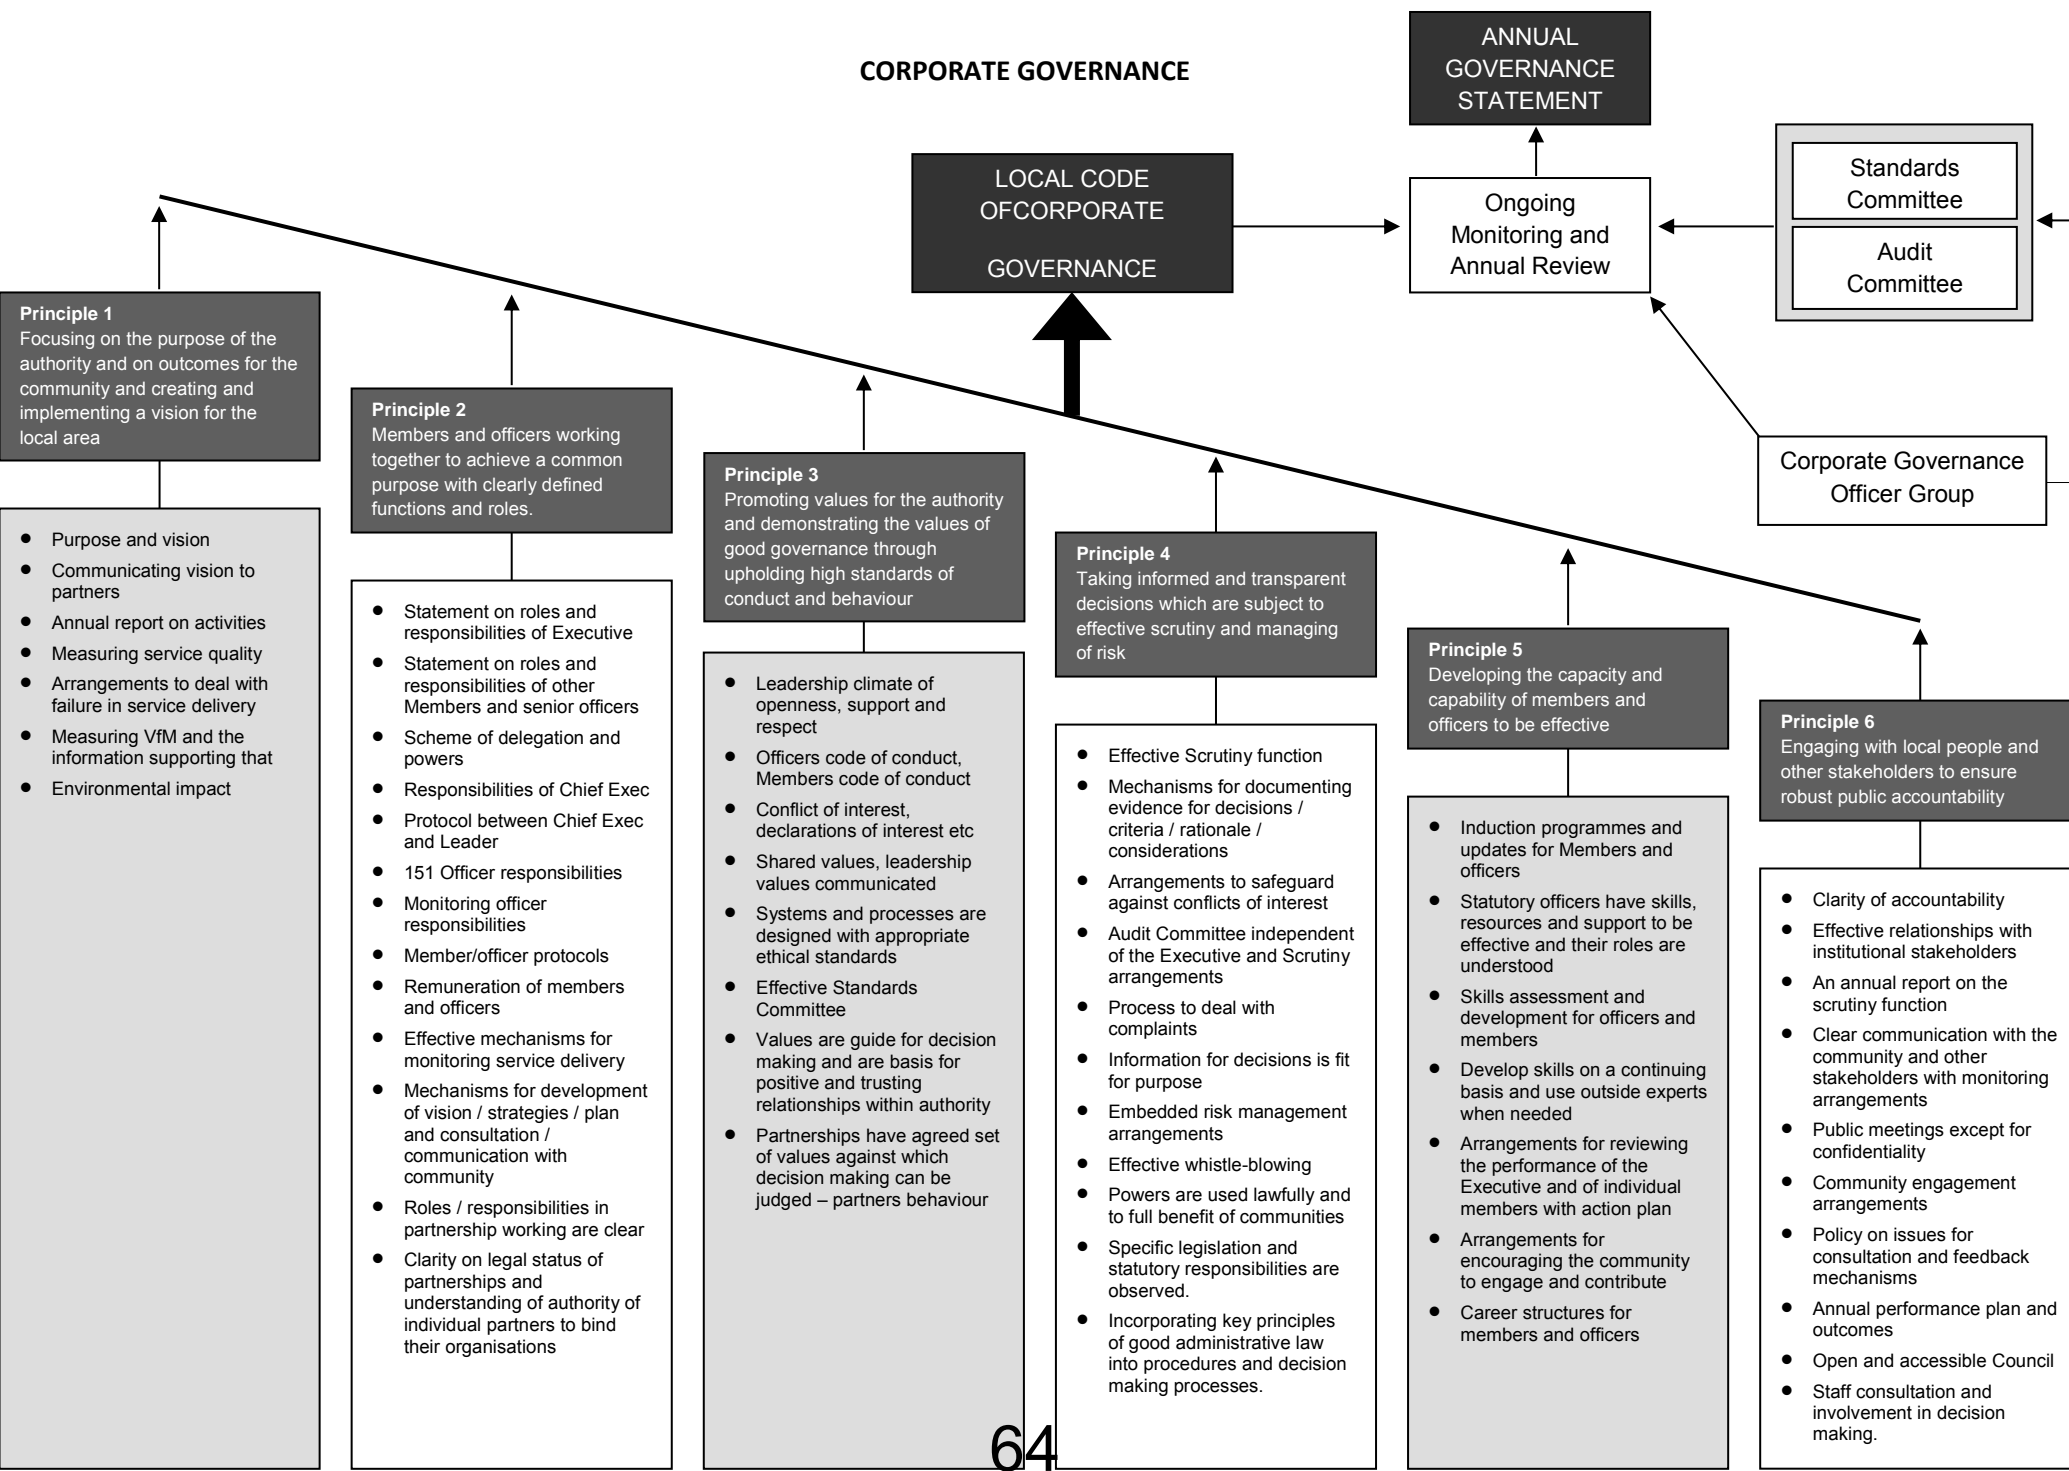 CORPORATE GOVERNANCE
ANNUAL
GOVERNANCE
STATEMENT
LOCAL CODE
OFCORPORATE
GOVERNANCE
Ongoing
Monitoring and
Annual Review
Standards
Committee
Audit
Committee
Corporate Governance
Officer Group
Principle 1
Focusing on the purpose of the
authority and on outcomes for the
community and creating and
implementing a vision for the
local area
• Purpose and vision
• Communicating vision to
partners
• Annual report on activities
• Measuring service quality
• Arrangements to deal with
failure in service delivery
• Measuring VfM and the
information supporting that
• Environmental impact
Principle 2
Members and officers working
together to achieve a common
purpose with clearly defined
functions and roles.
• Statement on roles and
responsibilities of Executive
• Statement on roles and
responsibilities of other
Members and senior officers
• Scheme of delegation and
powers
• Responsibilities of Chief Exec
• Protocol between Chief Exec
and Leader
• 151 Officer responsibilities
• Monitoring officer
responsibilities
• Member/officer protocols
• Remuneration of members
and officers
• Effective mechanisms for
monitoring service delivery
• Mechanisms for development
of vision / strategies / plan
and consultation /
communication with
community
• Roles / responsibilities in
partnership working are clear
• Clarity on legal status of
partnerships and
understanding of authority of
individual partners to bind
their organisations
Principle 3
Promoting values for the authority
and demonstrating the values of
good governance through
upholding high standards of
conduct and behaviour
• Leadership climate of
openness, support and
respect
• Officers code of conduct,
Members code of conduct
• Conflict of interest,
declarations of interest etc
• Shared values, leadership
values communicated
• Systems and processes are
designed with appropriate
ethical standards
• Effective Standards
Committee
• Values are guide for decision
making and are basis for
positive and trusting
relationships within authority
• Partnerships have agreed set
of values against which
decision making can be
judged – partners behaviour
Principle 4
Taking informed and transparent
decisions which are subject to
effective scrutiny and managing
of risk
• Effective Scrutiny function
• Mechanisms for documenting
evidence for decisions /
criteria / rationale /
considerations
• Arrangements to safeguard
against conflicts of interest
• Audit Committee independent
of the Executive and Scrutiny
arrangements
• Process to deal with
complaints
• Information for decisions is fit
for purpose
• Embedded risk management
arrangements
• Effective whistle-blowing
• Powers are used lawfully and
to full benefit of communities
• Specific legislation and
statutory responsibilities are
observed.
• Incorporating key principles
of good administrative law
into procedures and decision
making processes.
Principle 5
Developing the capacity and
capability of members and
officers to be effective
• Induction programmes and
updates for Members and
officers
• Statutory officers have skills,
resources and support to be
effective and their roles are
understood
• Skills assessment and
development for officers and
members
• Develop skills on a continuing
basis and use outside experts
when needed
• Arrangements for reviewing
the performance of the
Executive and of individual
members with action plan
• Arrangements for
encouraging the community
to engage and contribute
• Career structures for
members and officers
Principle 6
Engaging with local people and
other stakeholders to ensure
robust public accountability
• Clarity of accountability
• Effective relationships with
institutional stakeholders
• An annual report on the
scrutiny function
• Clear communication with the
community and other
stakeholders with monitoring
arrangements
• Public meetings except for
confidentiality
• Community engagement
arrangements
• Policy on issues for
consultation and feedback
mechanisms
• Annual performance plan and
outcomes
• Open and accessible Council
• Staff consultation and
involvement in decision
making.
64